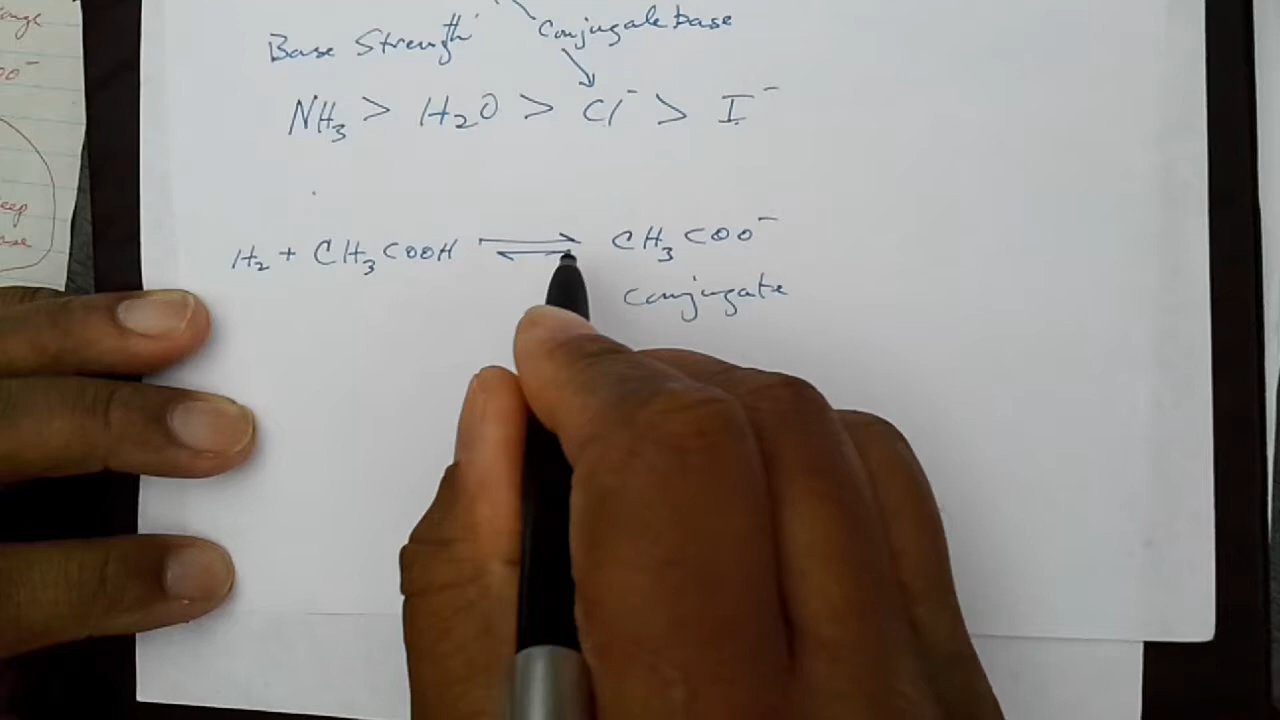 conjugate base
Base Strength
NH₃ > H₂O > Cl⁻ > I⁻
H₂ + CH₃COOH ⇌ CH₃COO⁻
conjugate